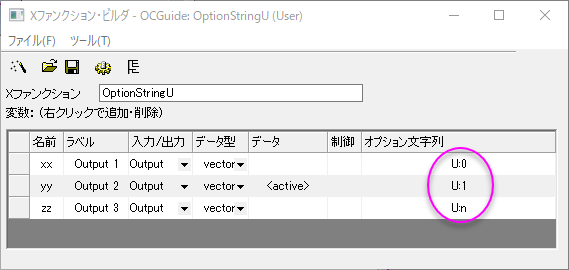 Xファンクション・ビルダ - OCGuide: OptionStringU (User)
ファイル(F) ツール(T)
Xファンクション OptionStringU
変数: (右クリックで追加・削除)
名前 ラベル 入力/出力 データ型 データ 制御 オプション文字列
xx Output 1 Output vector U:0
yy Output 2 Output vector <active> U:1
zz Output 3 Output vector U:n